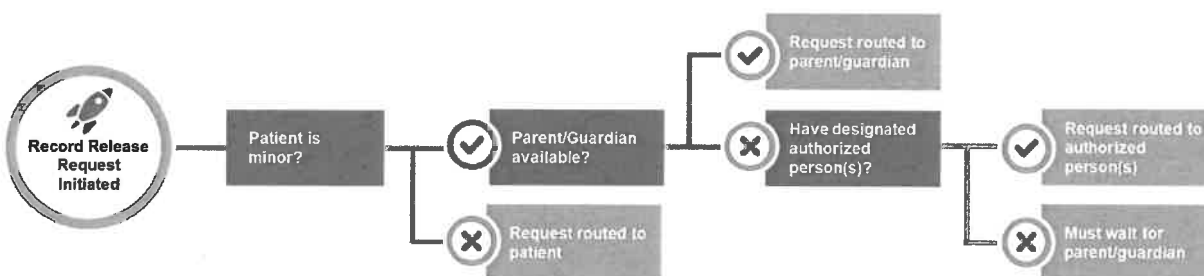 Record Release
Request
Initiated
Patient is
minor?
Parent/Guardian
available?
Request routed to
patient
Request routed to
parent/guardian
Have designated
authorized
person(s)?
Request routed to
authorized
person(s)
Must wait for
parent/guardian